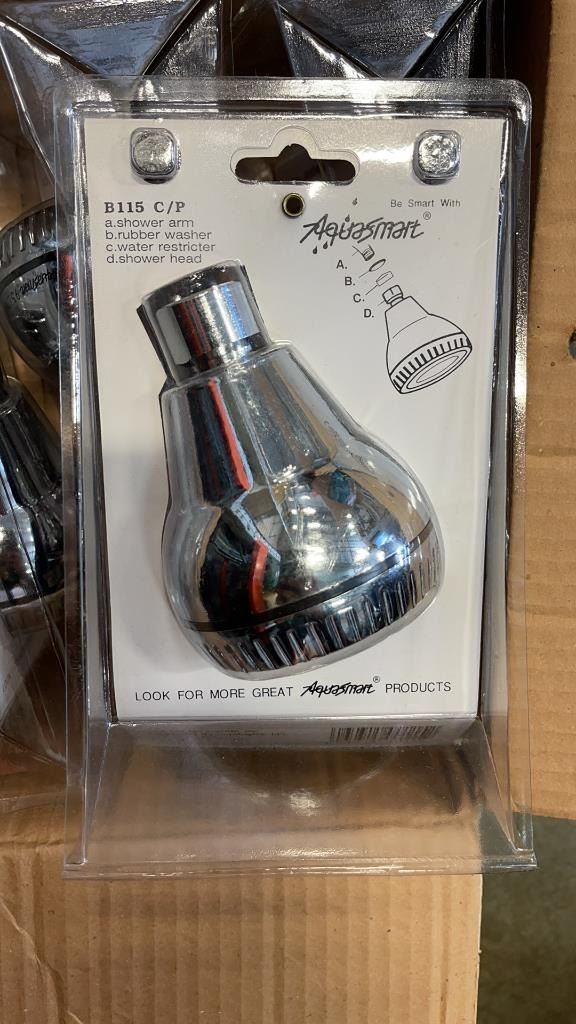 B115 C/P
a.shower arm
b.rubber washer
c.water restricter
d.shower head
Be Smart With
Aquasmart®
A.
B.
C.
D.
LOOK FOR MORE GREAT Aquasmart® PRODUCTS